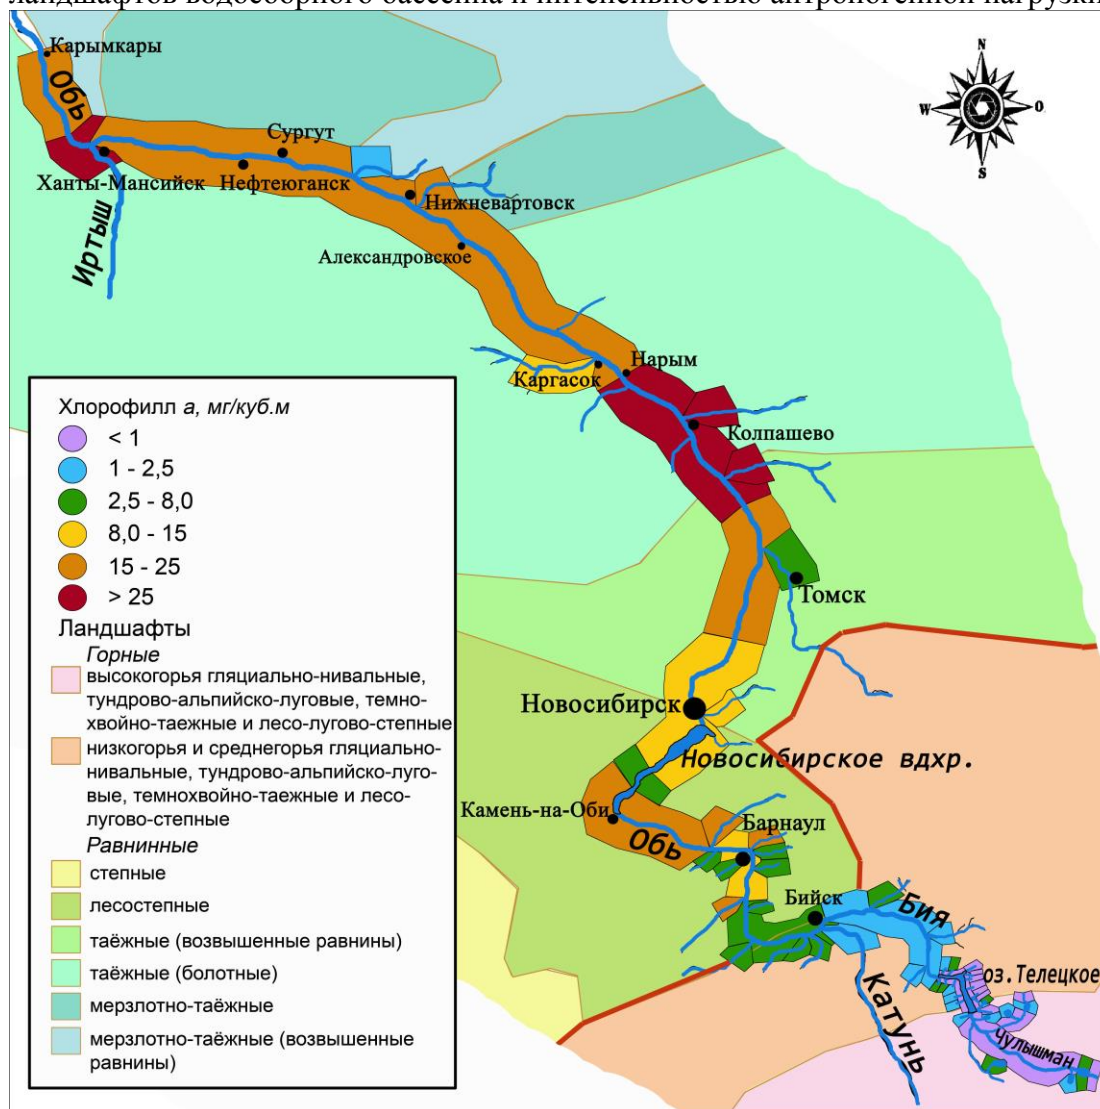 ландшафтов водосборного бассейна и интенсивностью антропогенной нагрузки
Карымкары
Обь
N
W
O
S
Сургут
Ханты-Мансийск
Нефтеюганск
Нижневартовск
Иртыш
Александровское
Нарым
Каргасок
Колпашево
Томск
Новосибирск
Новосибирское вдхр.
Камень-на-Оби
Обь
Барнаул
Бийск
Бия
оз.Телецкое
Катунь
Чулышман
Хлорофилл а, мг/куб.м
< 1
1 - 2,5
2,5 - 8,0
8,0 - 15
15 - 25
> 25
Ландшафты
Горные
высокогорья гляциально-нивальные,
тундрово-альпийско-луговые, темно-
хвойно-таежные и лесо-лугово-степные
низкогорья и среднегорья гляциально-
нивальные, тундрово-альпийско-луго-
вые, темнохвойно-таежные и лесо-
лугово-степные
Равнинные
степные
лесостепные
таёжные (возвышенные равнины)
таёжные (болотные)
мерзлотно-таёжные
мерзлотно-таёжные (возвышенные
равнины)